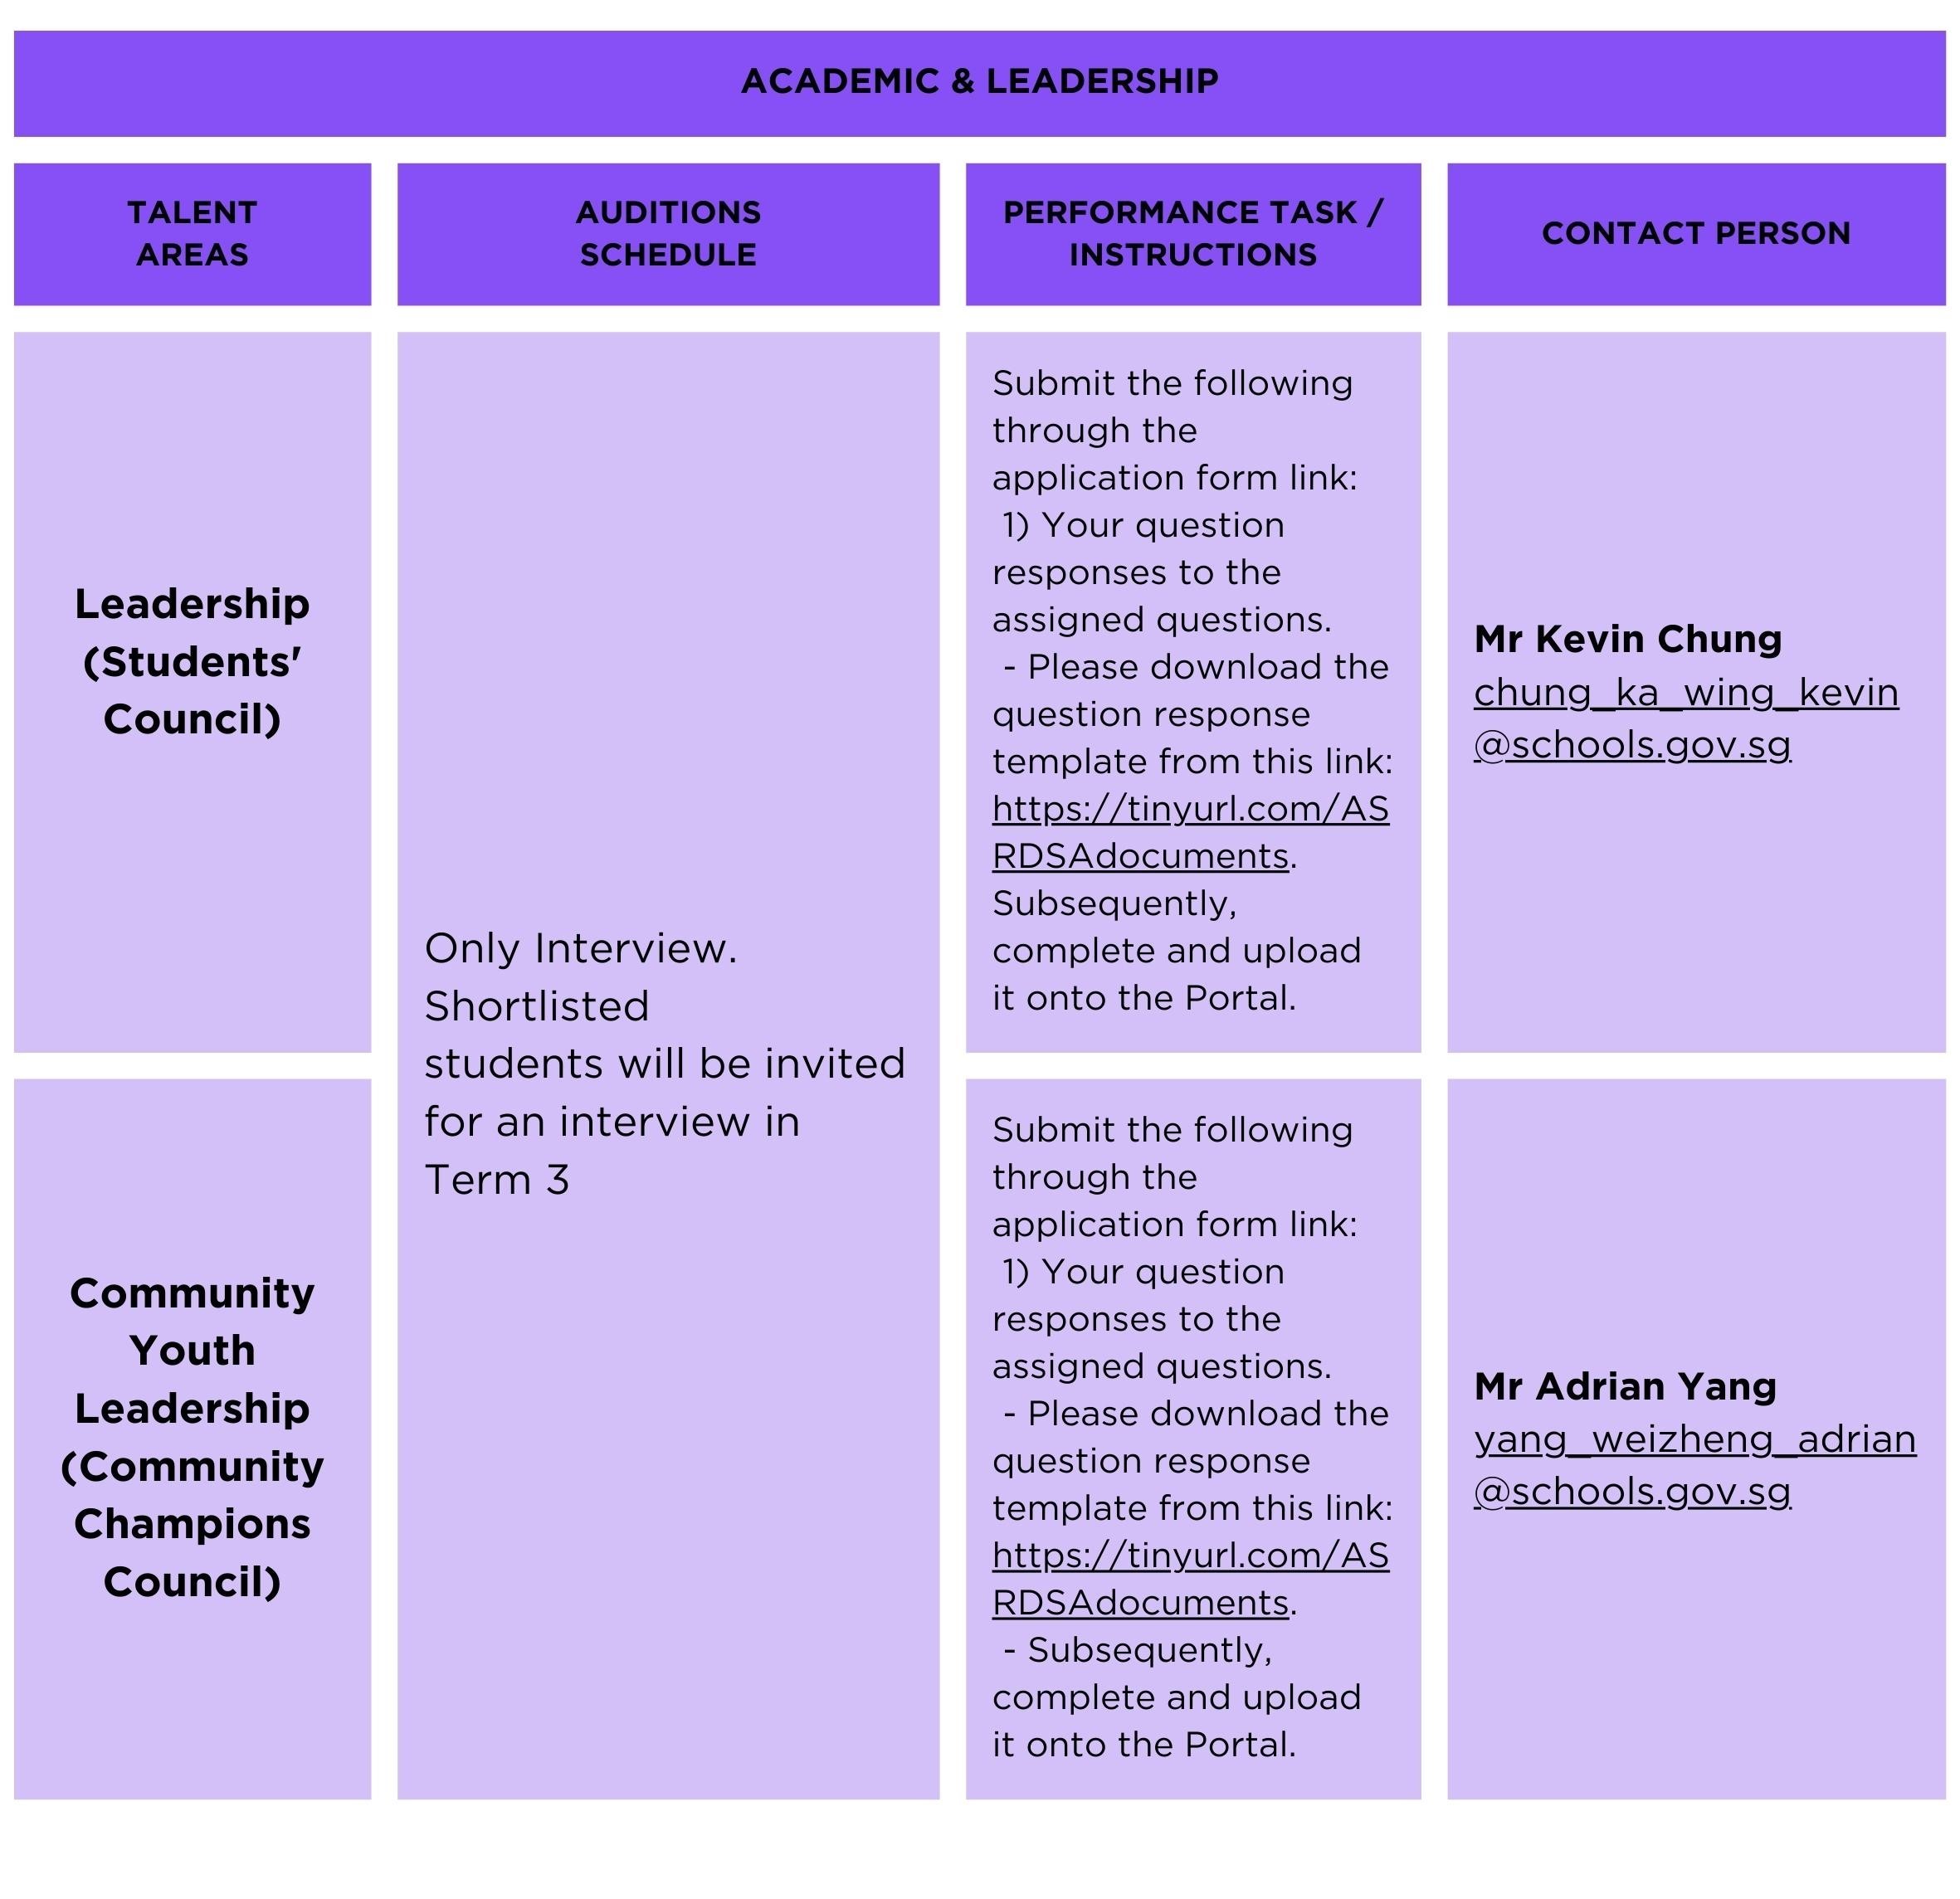 ACADEMIC & LEADERSHIP
TALENT
AREAS
AUDITIONS
SCHEDULE
PERFORMANCE TASK /
INSTRUCTIONS
CONTACT PERSON
Leadership
(Students'
Council)
Only Interview.
Shortlisted
students will be invited
for an interview in
Term 3
Submit the following
through the
application form link:
1) Your question
responses to the
assigned questions.
- Please download the
question response
template from this link:
https://tinyurl.com/AS
RDSAdocuments.
Subsequently,
complete and upload
it onto the Portal.
Mr Kevin Chung
chung_ka_wing_kevin
@schools.gov.sg
Community
Youth
Leadership
(Community
Champions
Council)
Submit the following
through the
application form link:
1) Your question
responses to the
assigned questions.
- Please download the
question response
template from this link:
https://tinyurl.com/AS
RDSAdocuments.
- Subsequently,
complete and upload
it onto the Portal.
Mr Adrian Yang
yang_weizheng_adrian
@schools.gov.sg